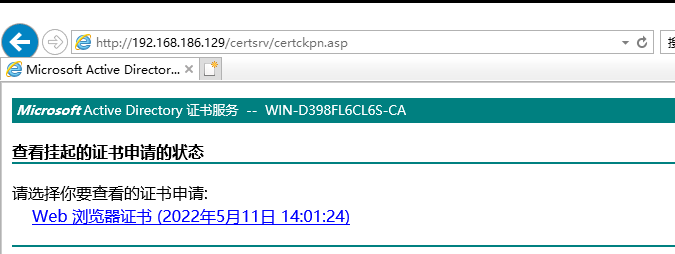 http://192.168.186.129/certsrv/certckpn.asp
Microsoft Active Director...
Microsoft Active Directory 证书服务 -- WIN-D398FL6CL6S-CA
查看挂起的证书申请的状态
请选择你要查看的证书申请:
Web 浏览器证书 (2022年5月11日 14:01:24)